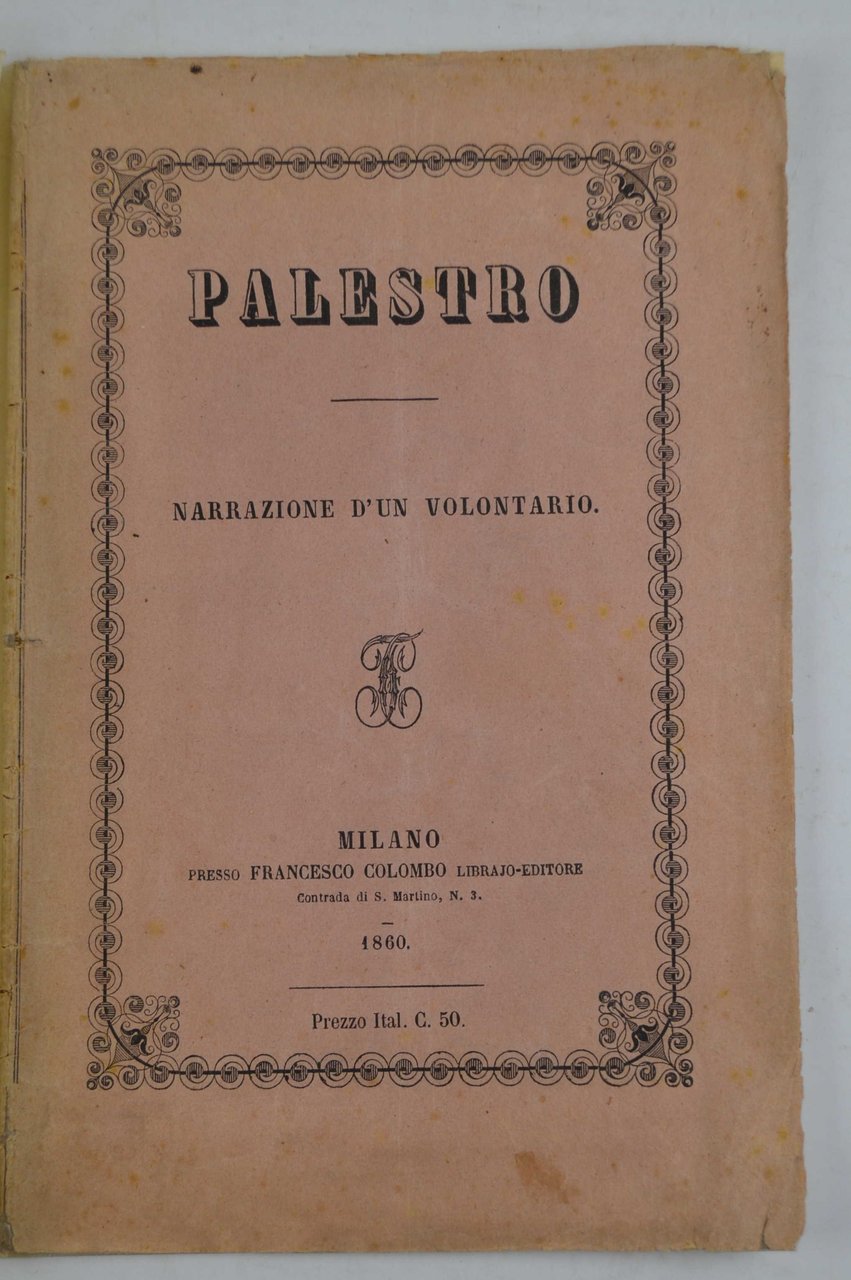 PALESTRO
NARRAZIONE D'UN VOLONTARIO.
MILANO
PRESSO FRANCESCO COLOMBO LIBRAJO-EDITORE
Contrada di S. Martino, N. 3.
1860.
Prezzo Ital. C. 50.